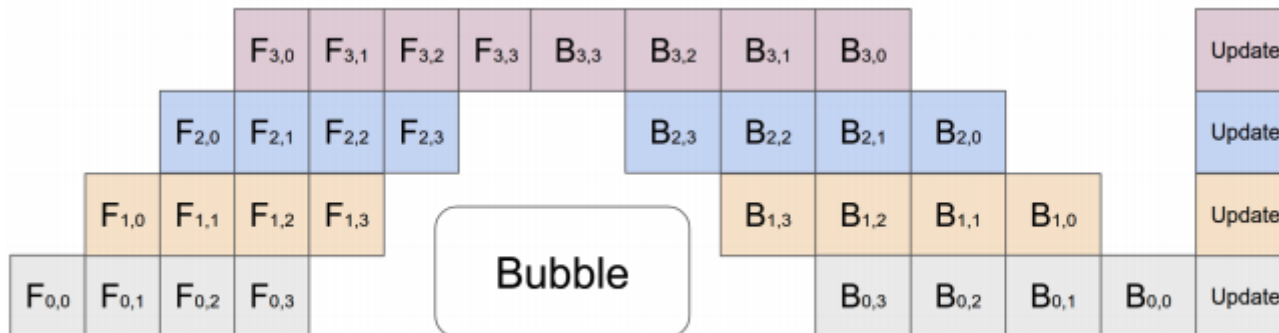 F3,0 F3,1 F3,2 F3,3 B3,3 B3,2 B3,1 B3,0 Update
F2,0 F2,1 F2,2 F2,3 B2,3 B2,2 B2,1 B2,0 Update
F1,0 F1,1 F1,2 F1,3 B1,3 B1,2 B1,1 B1,0 Update
Bubble
F0,0 F0,1 F0,2 F0,3 B0,3 B0,2 B0,1 B0,0 Update